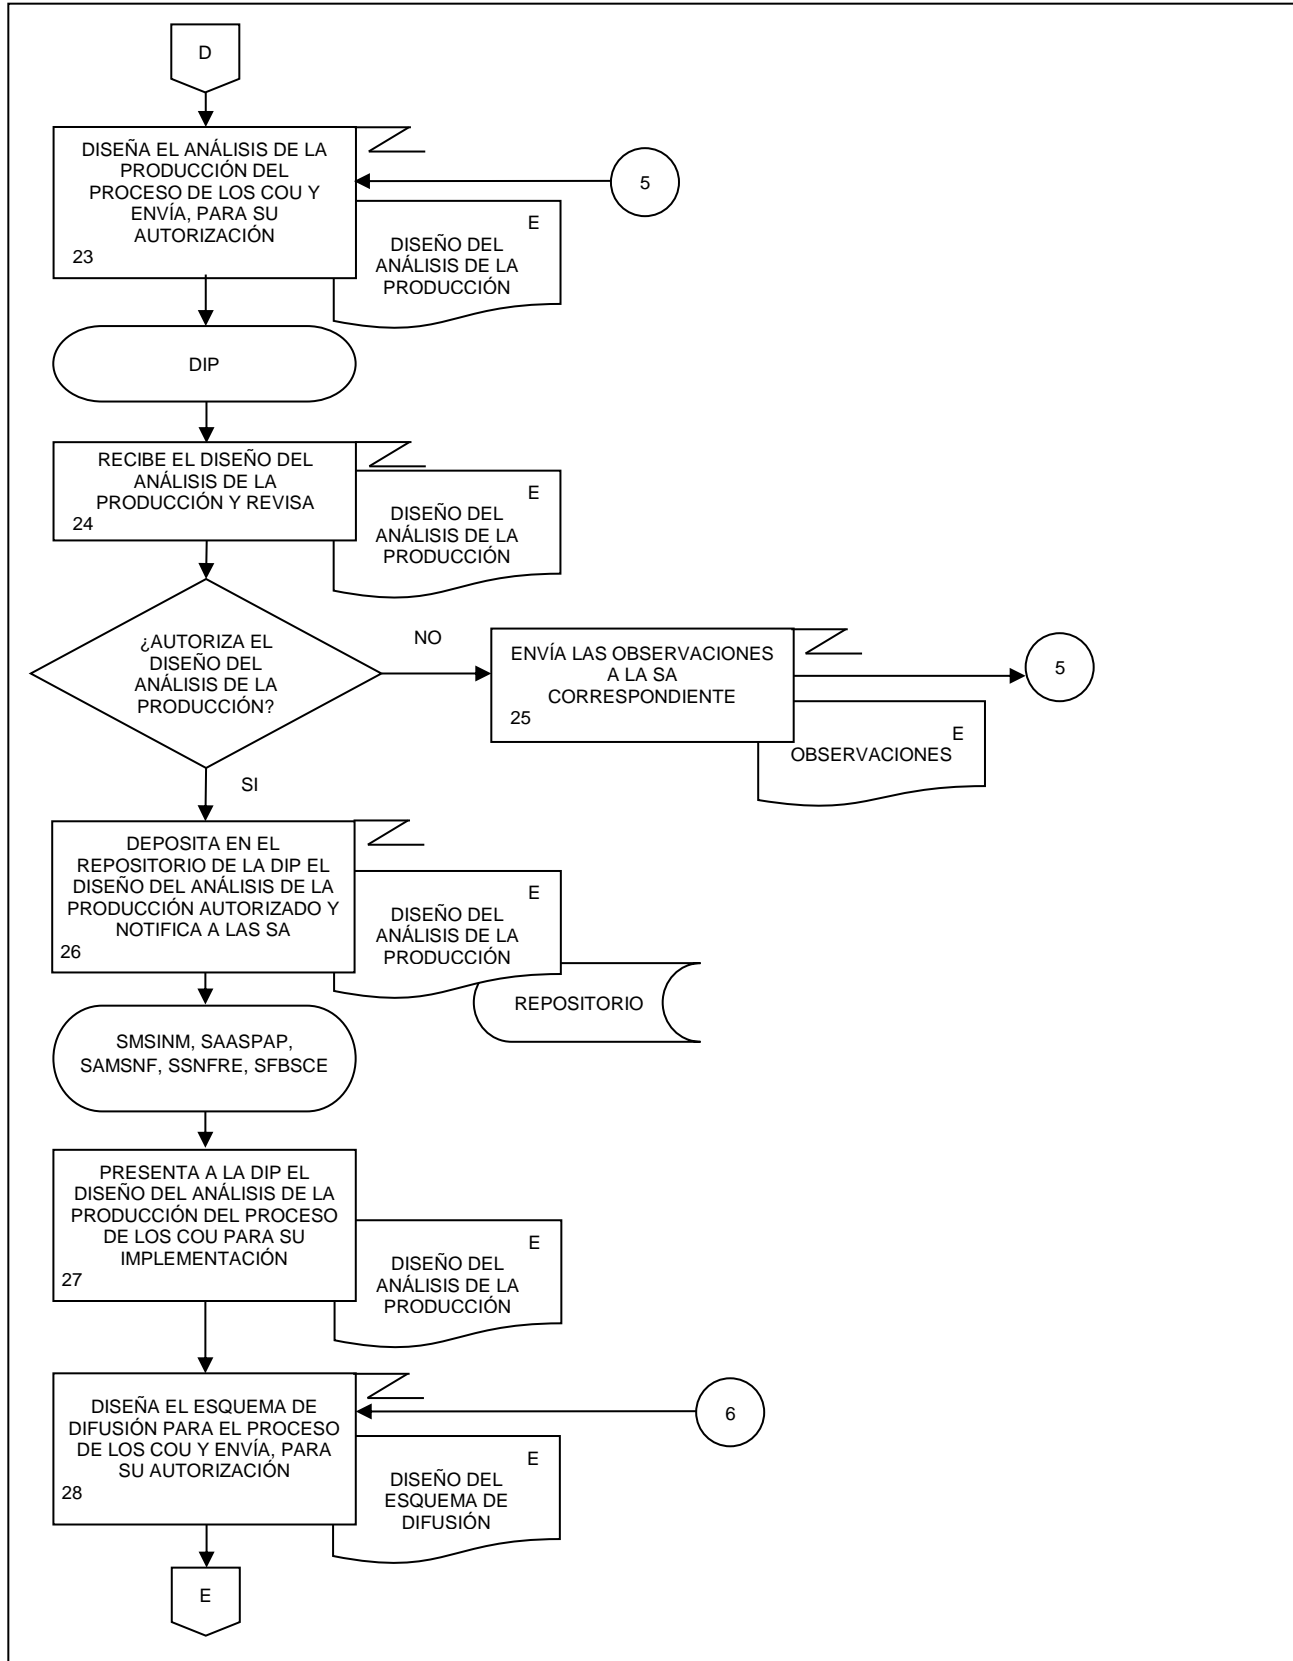 D
DISEÑA EL ANÁLISIS DE LA
PRODUCCIÓN DEL
PROCESO DE LOS COU Y
ENVÍA, PARA SU
AUTORIZACIÓN
23
5
E
DISEÑO DEL
ANÁLISIS DE LA
PRODUCCIÓN
DIP
RECIBE EL DISEÑO DEL
ANÁLISIS DE LA
PRODUCCIÓN Y REVISA
24
E
DISEÑO DEL
ANÁLISIS DE LA
PRODUCCIÓN
¿AUTORIZA EL
DISEÑO DEL
ANÁLISIS DE LA
PRODUCCIÓN?
NO
ENVÍA LAS OBSERVACIONES
A LA SA
CORRESPONDIENTE
25
5
E
OBSERVACIONES
SI
DEPOSITA EN EL
REPOSITORIO DE LA DIP EL
DISEÑO DEL ANÁLISIS DE LA
PRODUCCIÓN AUTORIZADO Y
NOTIFICA A LAS SA
26
E
DISEÑO DEL
ANÁLISIS DE LA
PRODUCCIÓN
REPOSITORIO
SMSINM, SAASPAP,
SAMSNF, SSNFRE, SFBSCE
PRESENTA A LA DIP EL
DISEÑO DEL ANÁLISIS DE LA
PRODUCCIÓN DEL PROCESO
DE LOS COU PARA SU
IMPLEMENTACIÓN
27
E
DISEÑO DEL
ANÁLISIS DE LA
PRODUCCIÓN
DISEÑA EL ESQUEMA DE
DIFUSIÓN PARA EL PROCESO
DE LOS COU Y ENVÍA, PARA
SU AUTORIZACIÓN
28
6
E
DISEÑO DEL
ESQUEMA DE
DIFUSIÓN
E